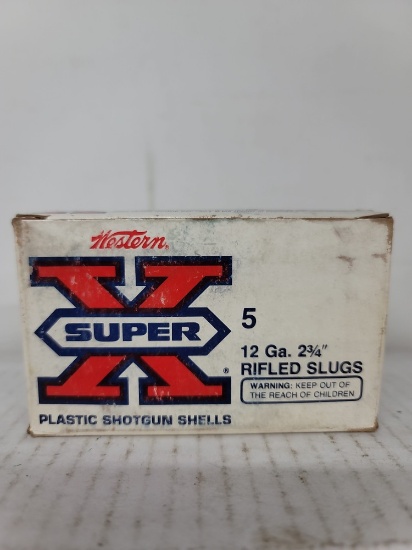 Western
X
SUPER
®
PLASTIC SHOTGUN SHELLS
5
12 Ga. 2¾"
RIFLED SLUGS
WARNING: KEEP OUT OF
THE REACH OF CHILDREN